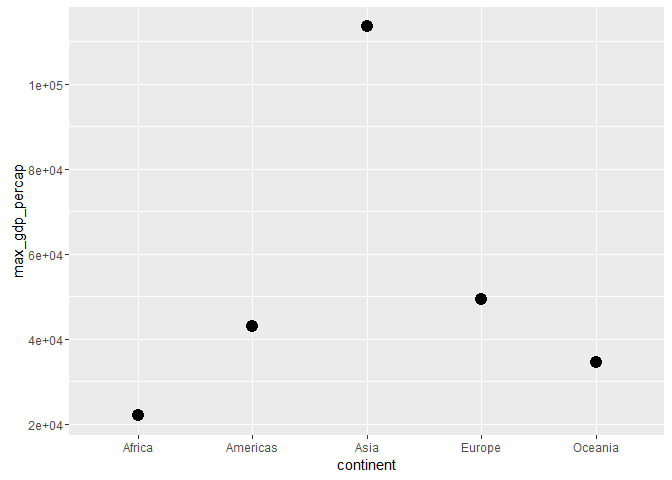 max_gdp_percap
1e+05
8e+04
6e+04
4e+04
2e+04
Africa Americas Asia Europe Oceania
continent